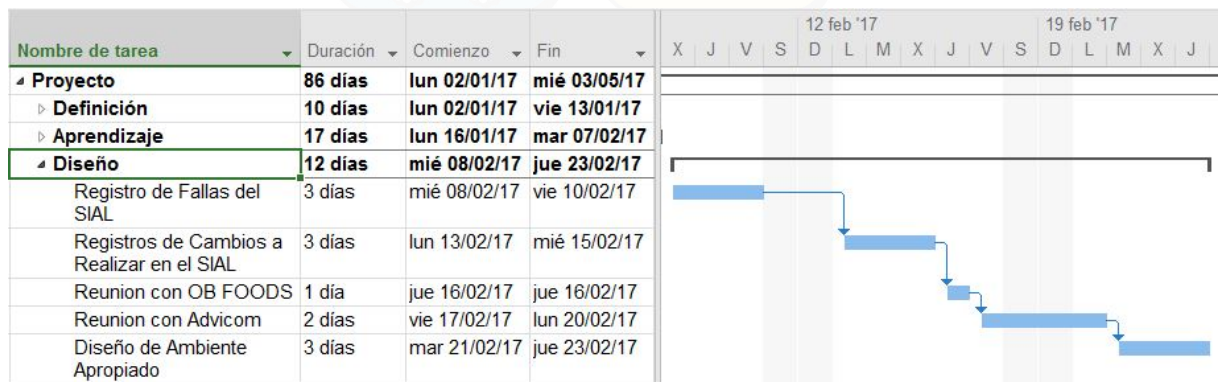 12 feb '17 19 feb '17
Nombre de tarea Duración Comienzo Fin X J V S D L M X J V S D L M X J
Proyecto 86 días lun 02/01/17 mié 03/05/17
Definición 10 días lun 02/01/17 vie 13/01/17
Aprendizaje 17 días lun 16/01/17 mar 07/02/17
Diseño 12 días mié 08/02/17 jue 23/02/17
Registro de Fallas del 3 días mié 08/02/17 vie 10/02/17
SIAL
Registros de Cambios a 3 días lun 13/02/17 mié 15/02/17
Realizar en el SIAL
Reunion con OB FOODS 1 día jue 16/02/17 jue 16/02/17
Reunion con Advicom 2 días vie 17/02/17 lun 20/02/17
Diseño de Ambiente 3 días mar 21/02/17 jue 23/02/17
Apropiado